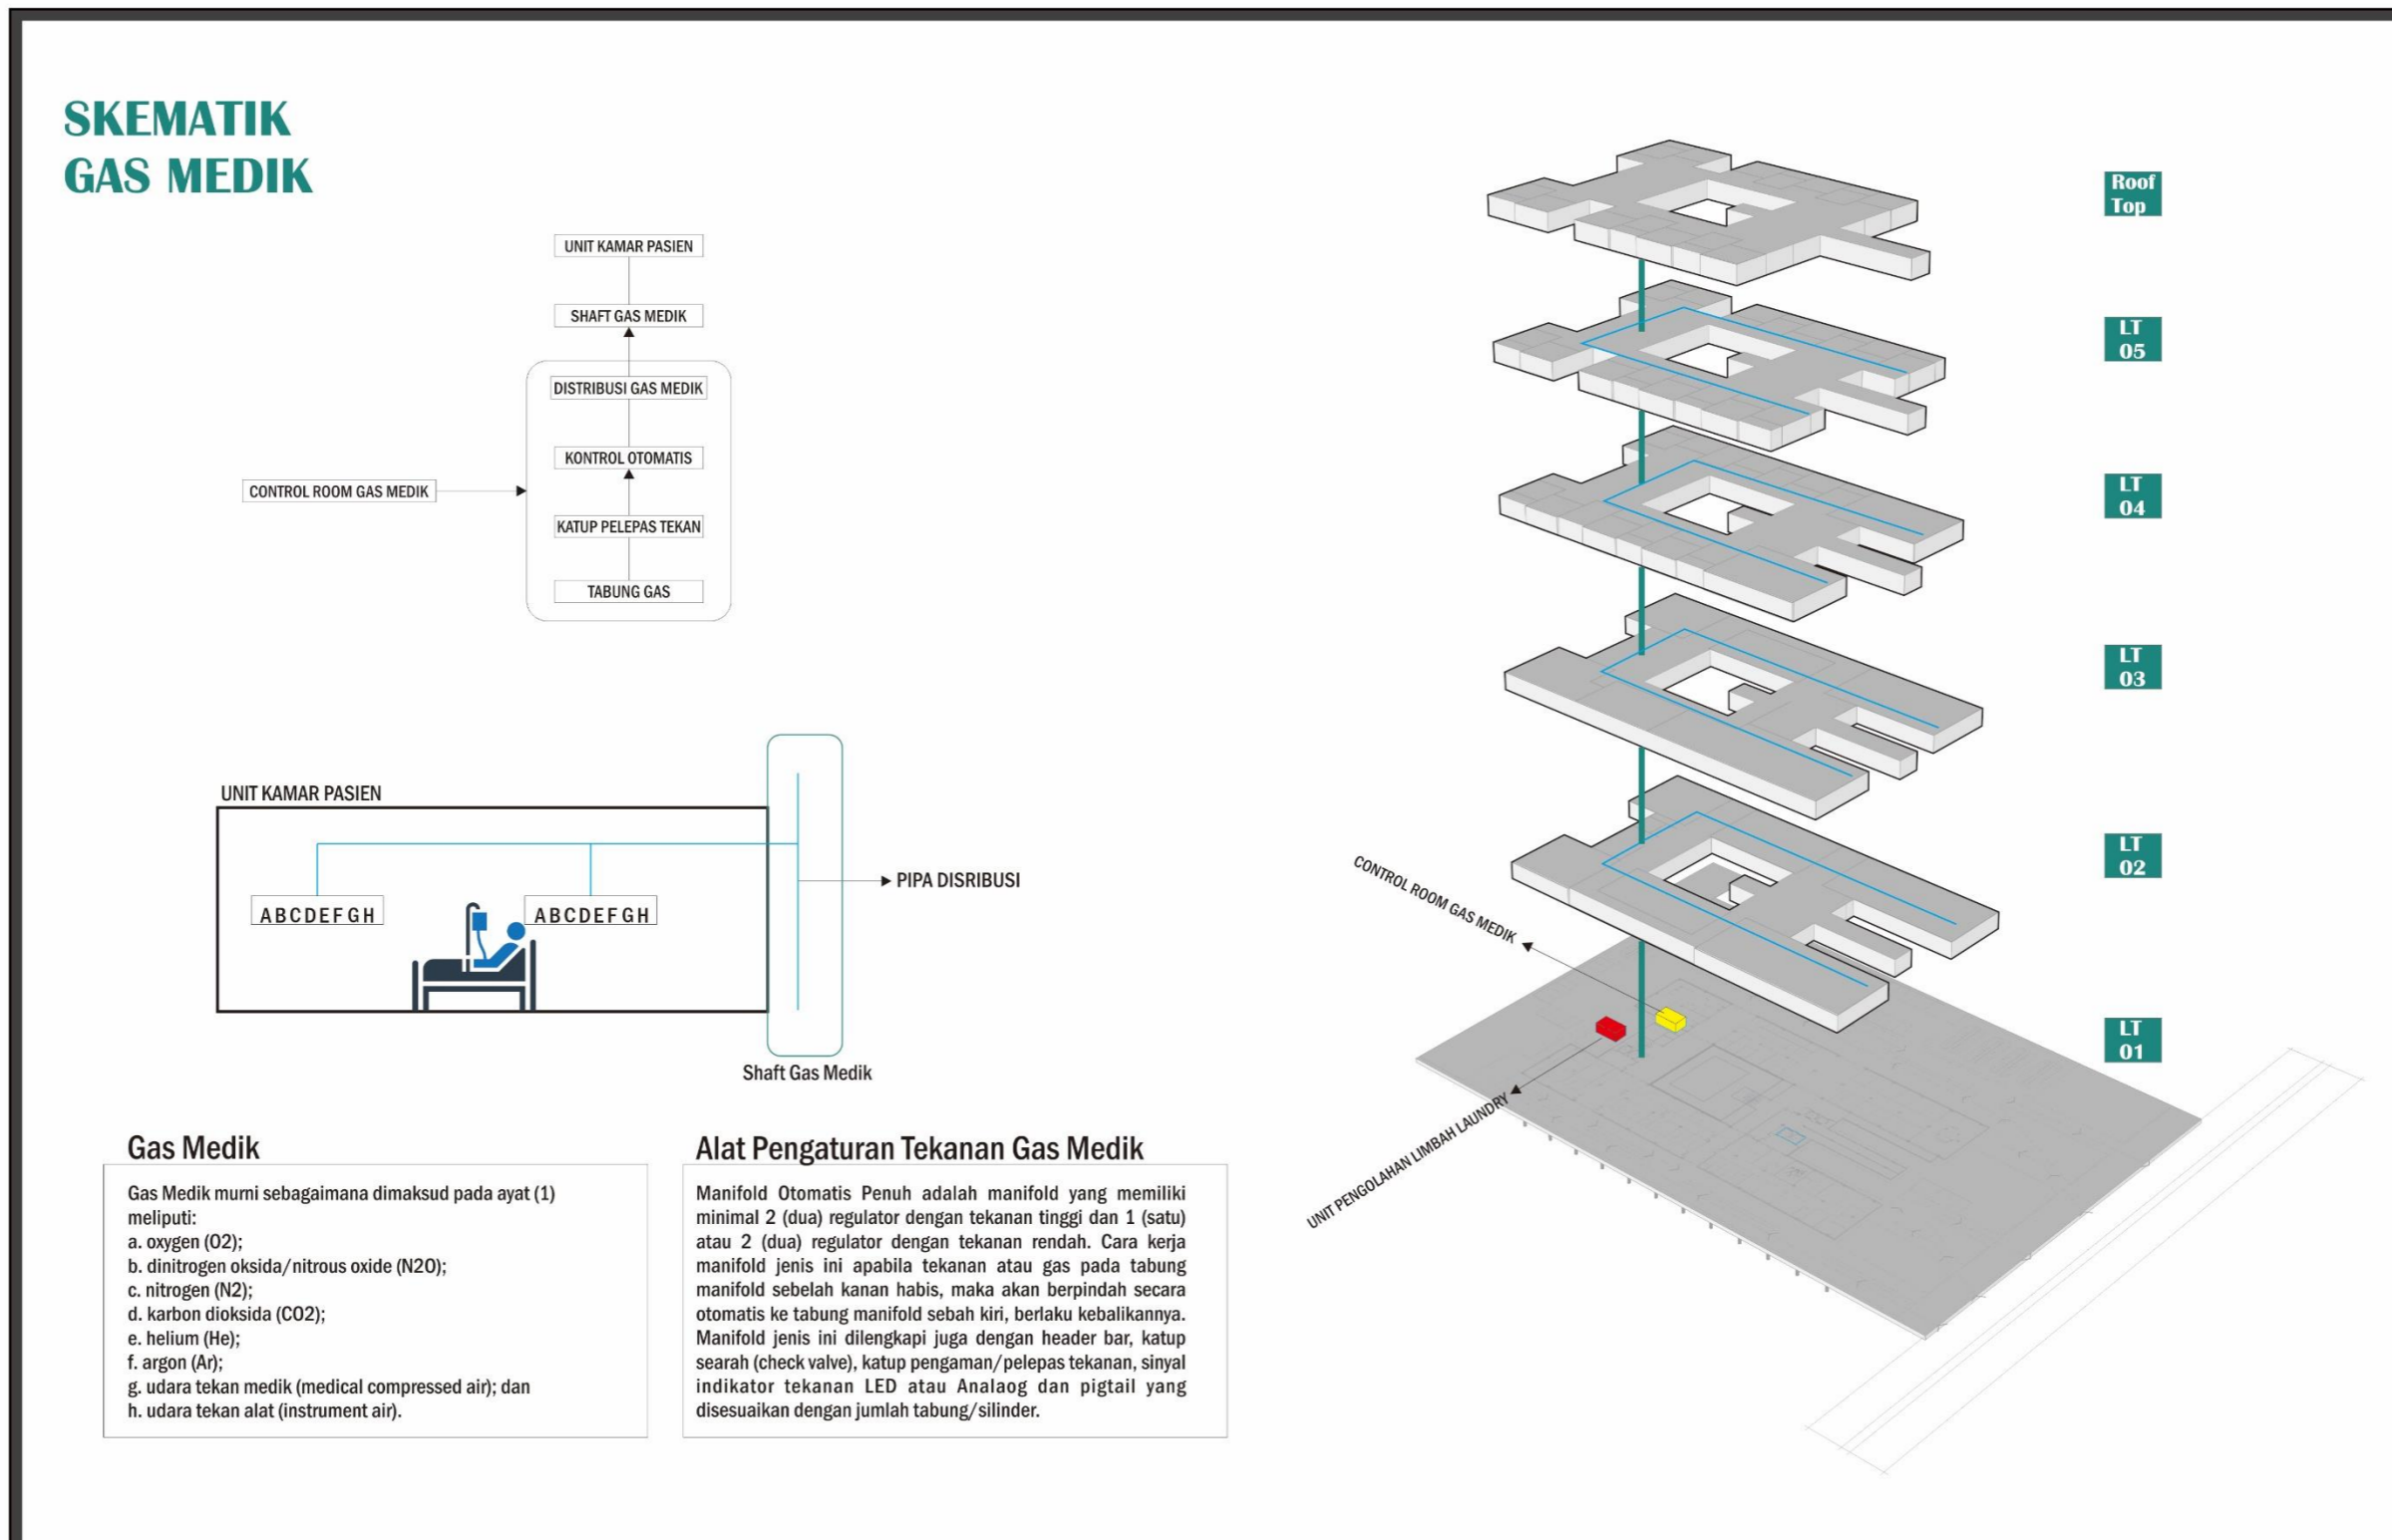 SKEMATIK
GAS MEDIK
UNIT KAMAR PASIEN
SHAFT GAS MEDIK
DISTRIBUSI GAS MEDIK
KONTROL OTOMATIS
CONTROL ROOM GAS MEDIK
KATUP PELEPAS TEKAN
TABUNG GAS
UNIT KAMAR PASIEN
A B C D E F G H
A B C D E F G H
PIPA DISRIBUSI
Shaft Gas Medik
Gas Medik
Gas Medik murni sebagaimana dimaksud pada ayat (1)
meliputi:
a. oxygen (O2);
b. dinitrogen oksida/nitrous oxide (N2O);
c. nitrogen (N2);
d. karbon dioksida (CO2);
e. helium (He);
f. argon (Ar);
g. udara tekan medik (medical compressed air); dan
h. udara tekan alat (instrument air).
Alat Pengaturan Tekanan Gas Medik
Manifold Otomatis Penuh adalah manifold yang memiliki
minimal 2 (dua) regulator dengan tekanan tinggi dan 1 (satu)
atau 2 (dua) regulator dengan tekanan rendah. Cara kerja
manifold jenis ini apabila tekanan atau gas pada tabung
manifold sebelah kanan habis, maka akan berpindah secara
otomatis ke tabung manifold sebah kiri, berlaku kebalikannya.
Manifold jenis ini dilengkapi juga dengan header bar, katup
searah (check valve), katup pengaman/pelepas tekanan, sinyal
indikator tekanan LED atau Analaog dan pigtail yang
disesuaikan dengan jumlah tabung/silinder.
Roof
Top
LT
05
LT
04
LT
03
LT
02
LT
01
CONTROL ROOM GAS MEDIK
UNIT PENGOLAHAN LIMBAH LAUNDRY